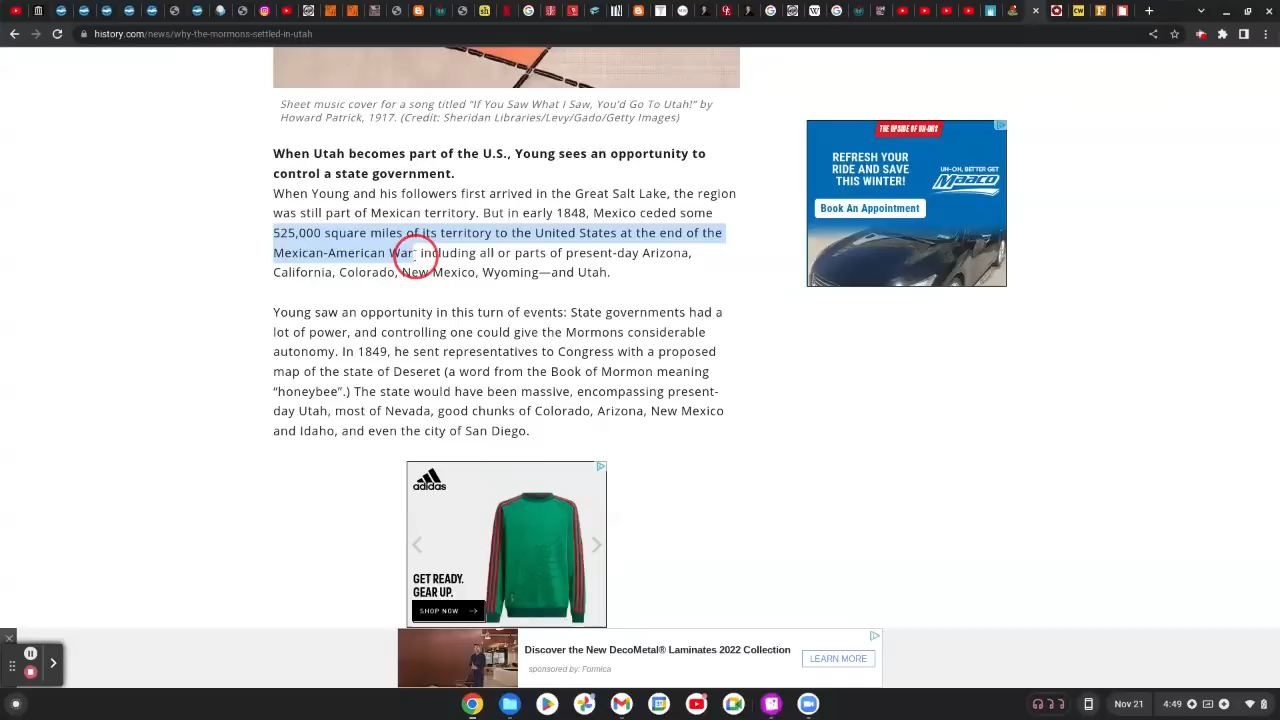 history.com/news/why-the-mormons-settled-in-utah
Sheet music cover for a song titled "If You Saw What I Saw, You'd Go To Utah!" by
Howard Patrick, 1917. (Credit: Sheridan Libraries/Levy/Gado/Getty Images)
When Utah becomes part of the U.S., Young sees an opportunity to
control a state government.
When Young and his followers first arrived in the Great Salt Lake, the region
was still part of Mexican territory. But in early 1848, Mexico ceded some
525,000 square miles of its territory to the United States at the end of the
Mexican-American War, including all or parts of present-day Arizona,
California, Colorado, New Mexico, Wyoming—and Utah.
Young saw an opportunity in this turn of events: State governments had a
lot of power, and controlling one could give the Mormons considerable
autonomy. In 1849, he sent representatives to Congress with a proposed
map of the state of Deseret (a word from the Book of Mormon meaning
“honeybee”.) The state would have been massive, encompassing present-
day Utah, most of Nevada, good chunks of Colorado, Arizona, New Mexico
and Idaho, and even the city of San Diego.
THE UPSIDE OF UH-OHS
REFRESH YOUR
RIDE AND SAVE
THIS WINTER!
UH-OH, BETTER GET
Maaco
Book An Appointment
adidas
GET READY.
GEAR UP.
SHOP NOW
Discover the New DecoMetal® Laminates 2022 Collection
sponsored by: Formica
LEARN MORE
Nov 21
4:49